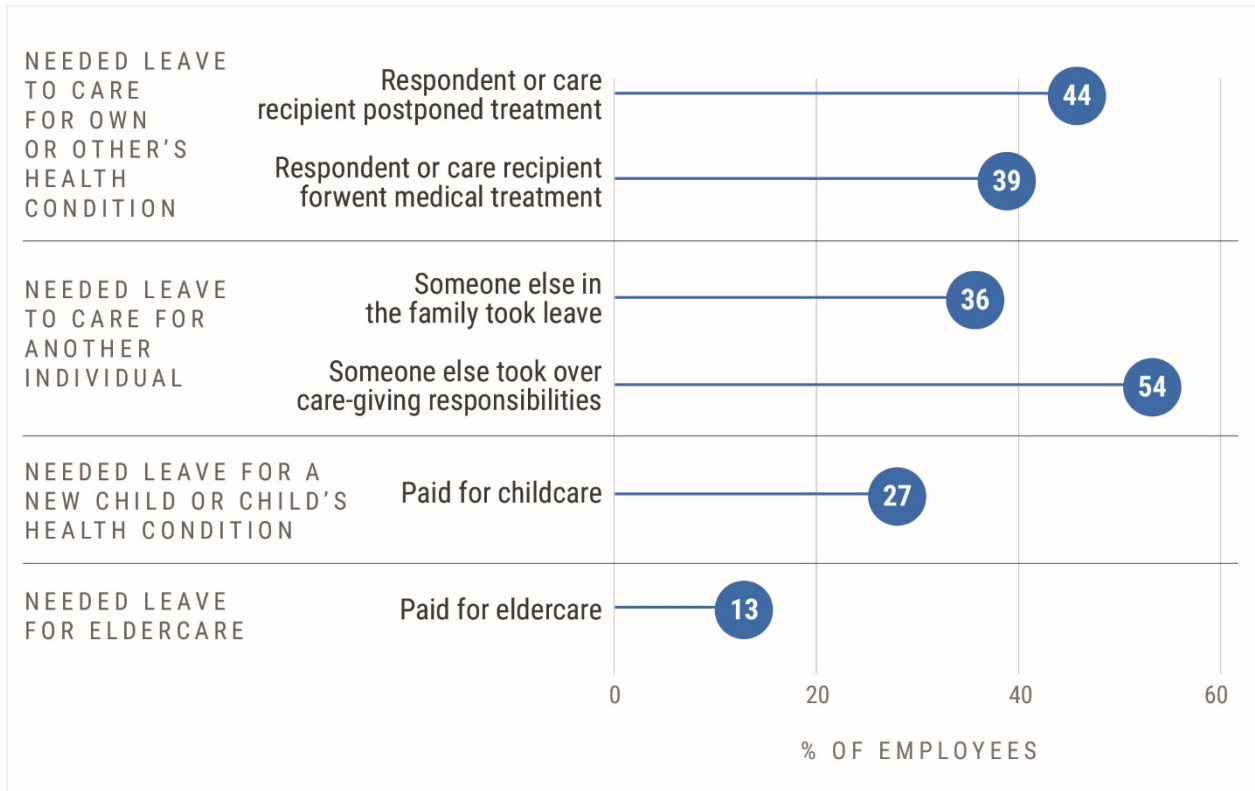 NEEDED LEAVE
TO CARE
FOR OWN
OR OTHER'S
HEALTH
CONDITION
Respondent or care
recipient postponed treatment
44
Respondent or care recipient
forwent medical treatment
39
NEEDED LEAVE
TO CARE FOR
ANOTHER
INDIVIDUAL
Someone else in
the family took leave
36
Someone else took over
care-giving responsibilities
54
NEEDED LEAVE FOR A
NEW CHILD OR CHILD'S
HEALTH CONDITION
Paid for childcare
27
NEEDED LEAVE
FOR ELDERCARE
Paid for eldercare
13
0 20 40 60
% OF EMPLOYEES